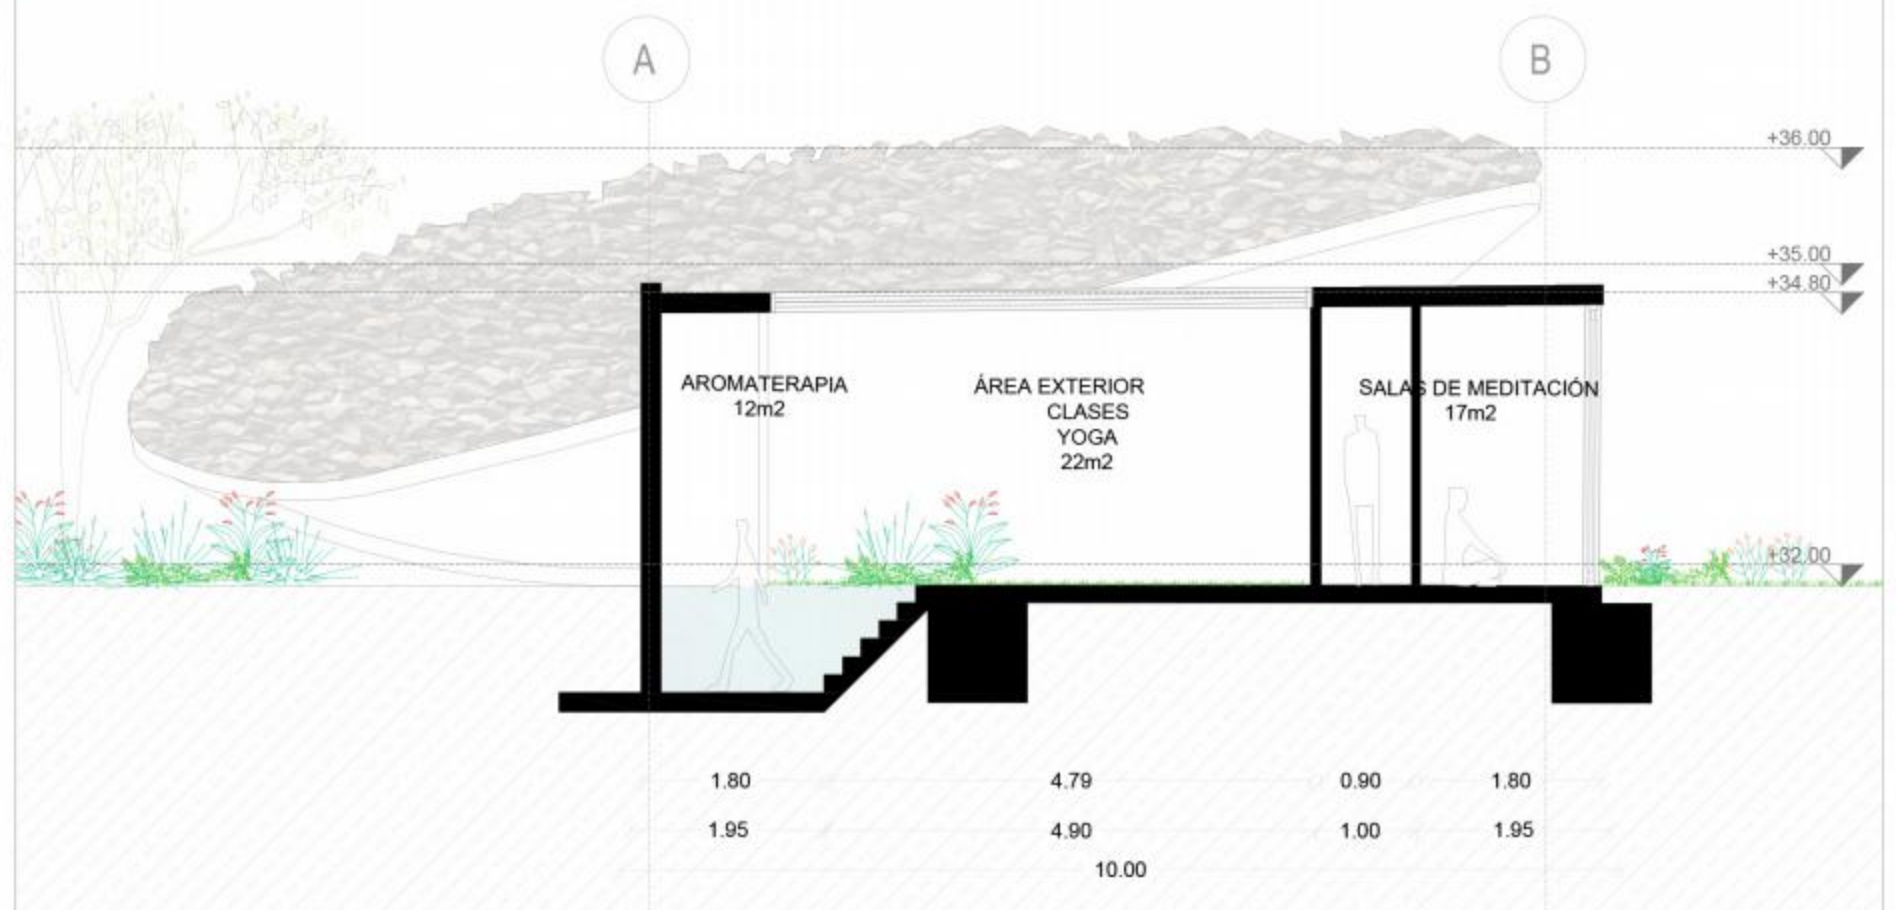 A
B
+36.00
+35.00
+34.80
AROMATERAPIA
12m2
ÁREA EXTERIOR
CLASES
YOGA
22m2
SALAS DE MEDITACIÓN
17m2
+32.00
1.80 4.79 0.90 1.80
1.95 4.90 1.00 1.95
10.00